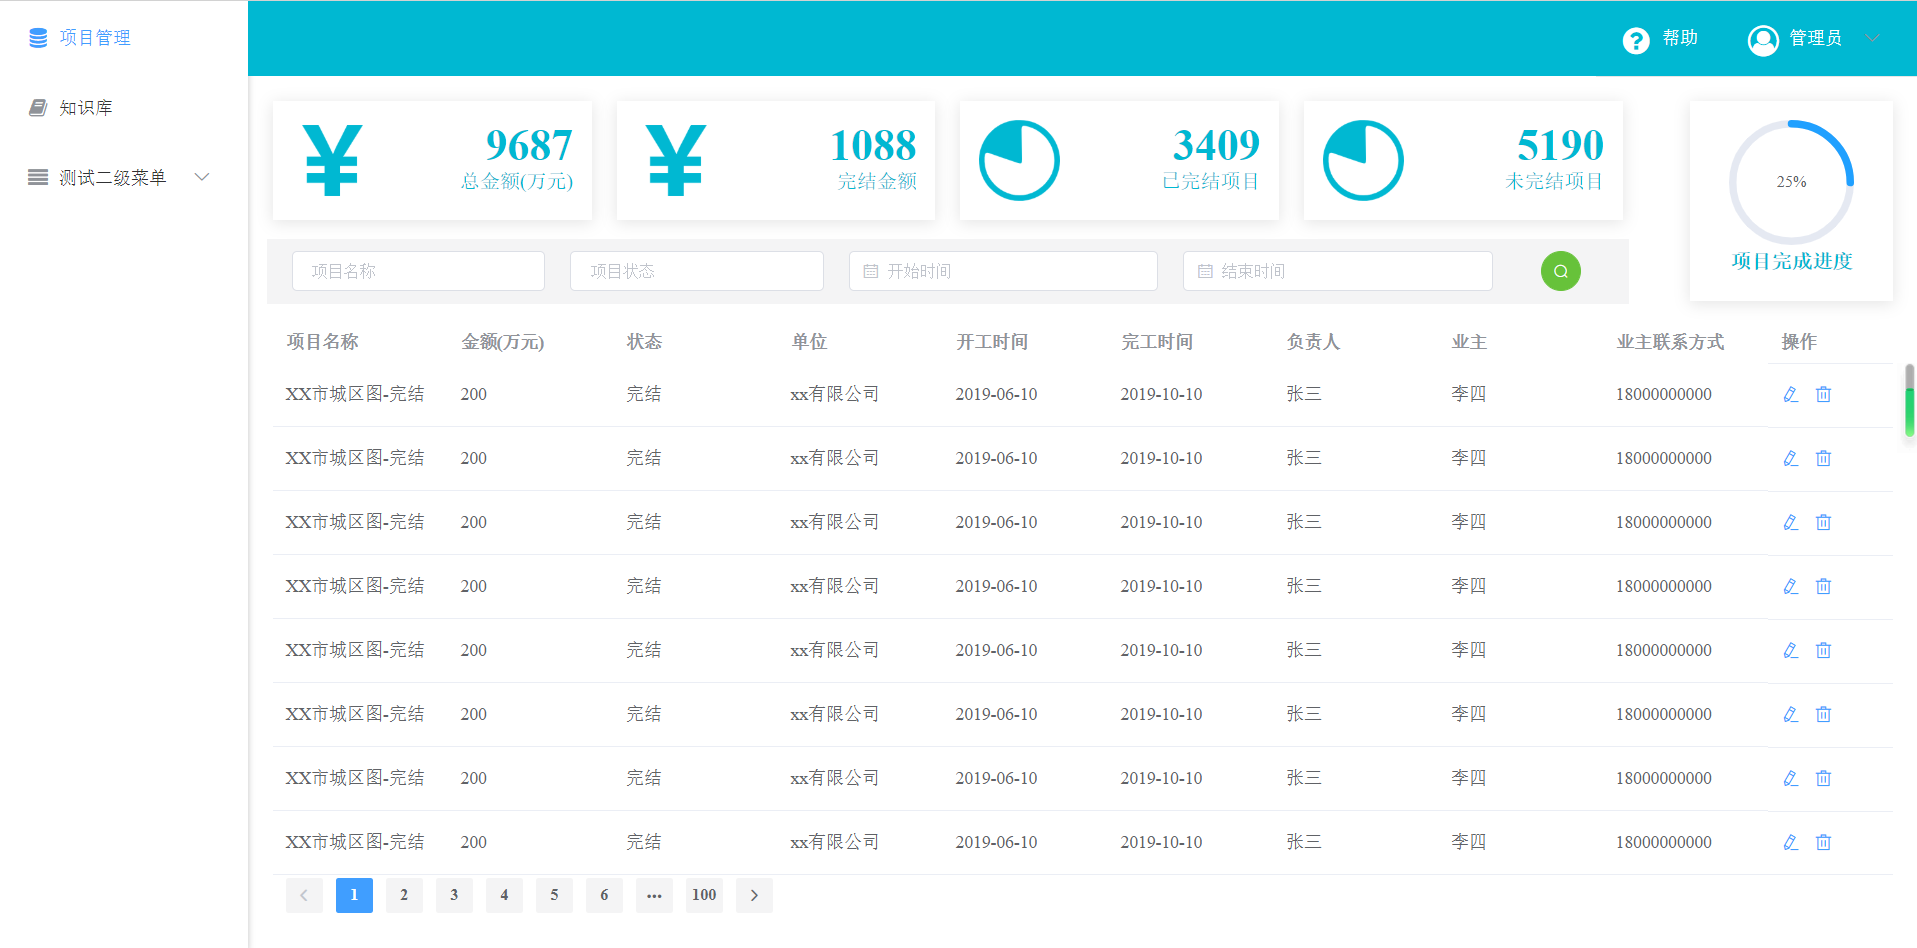 项目管理
知识库
测试二级菜单
帮助 管理员
¥ 9687
总金额(万元)
¥ 1088
完结金额
3409
已完结项目
5190
未完结项目
25%
项目完成进度
项目名称 项目状态 开始时间 结束时间
项目名称 金额(万元) 状态 单位 开工时间 完工时间 负责人 业主 业主联系方式 操作
XX市城区图-完结 200 完结 xx有限公司 2019-06-10 2019-10-10 张三 李四 18000000000
XX市城区图-完结 200 完结 xx有限公司 2019-06-10 2019-10-10 张三 李四 18000000000
XX市城区图-完结 200 完结 xx有限公司 2019-06-10 2019-10-10 张三 李四 18000000000
XX市城区图-完结 200 完结 xx有限公司 2019-06-10 2019-10-10 张三 李四 18000000000
XX市城区图-完结 200 完结 xx有限公司 2019-06-10 2019-10-10 张三 李四 18000000000
XX市城区图-完结 200 完结 xx有限公司 2019-06-10 2019-10-10 张三 李四 18000000000
XX市城区图-完结 200 完结 xx有限公司 2019-06-10 2019-10-10 张三 李四 18000000000
XX市城区图-完结 200 完结 xx有限公司 2019-06-10 2019-10-10 张三 李四 18000000000
1 2 3 4 5 6 ··· 100